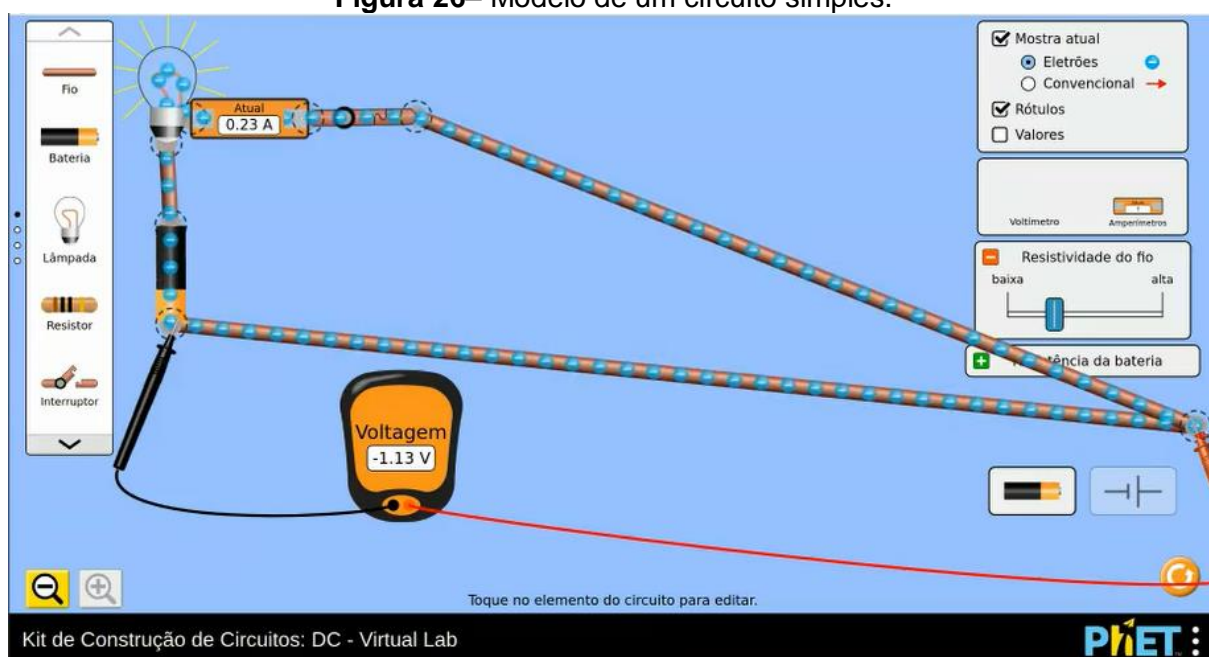 Figura 26– Modelo de um circuito simples.
Fio
Bateria
Lâmpada
Resistor
Interruptor
Atual
0.23 A
Voltagem
-1.13 V
Mostra atual
Eletrões
Convencional
Rótulos
Valores
Voltímetro
Amperímetros
Resistividade do fio
baixa
alta
da bateria
Toque no elemento do circuito para editar.
Kit de Construção de Circuitos: DC - Virtual Lab
PhET